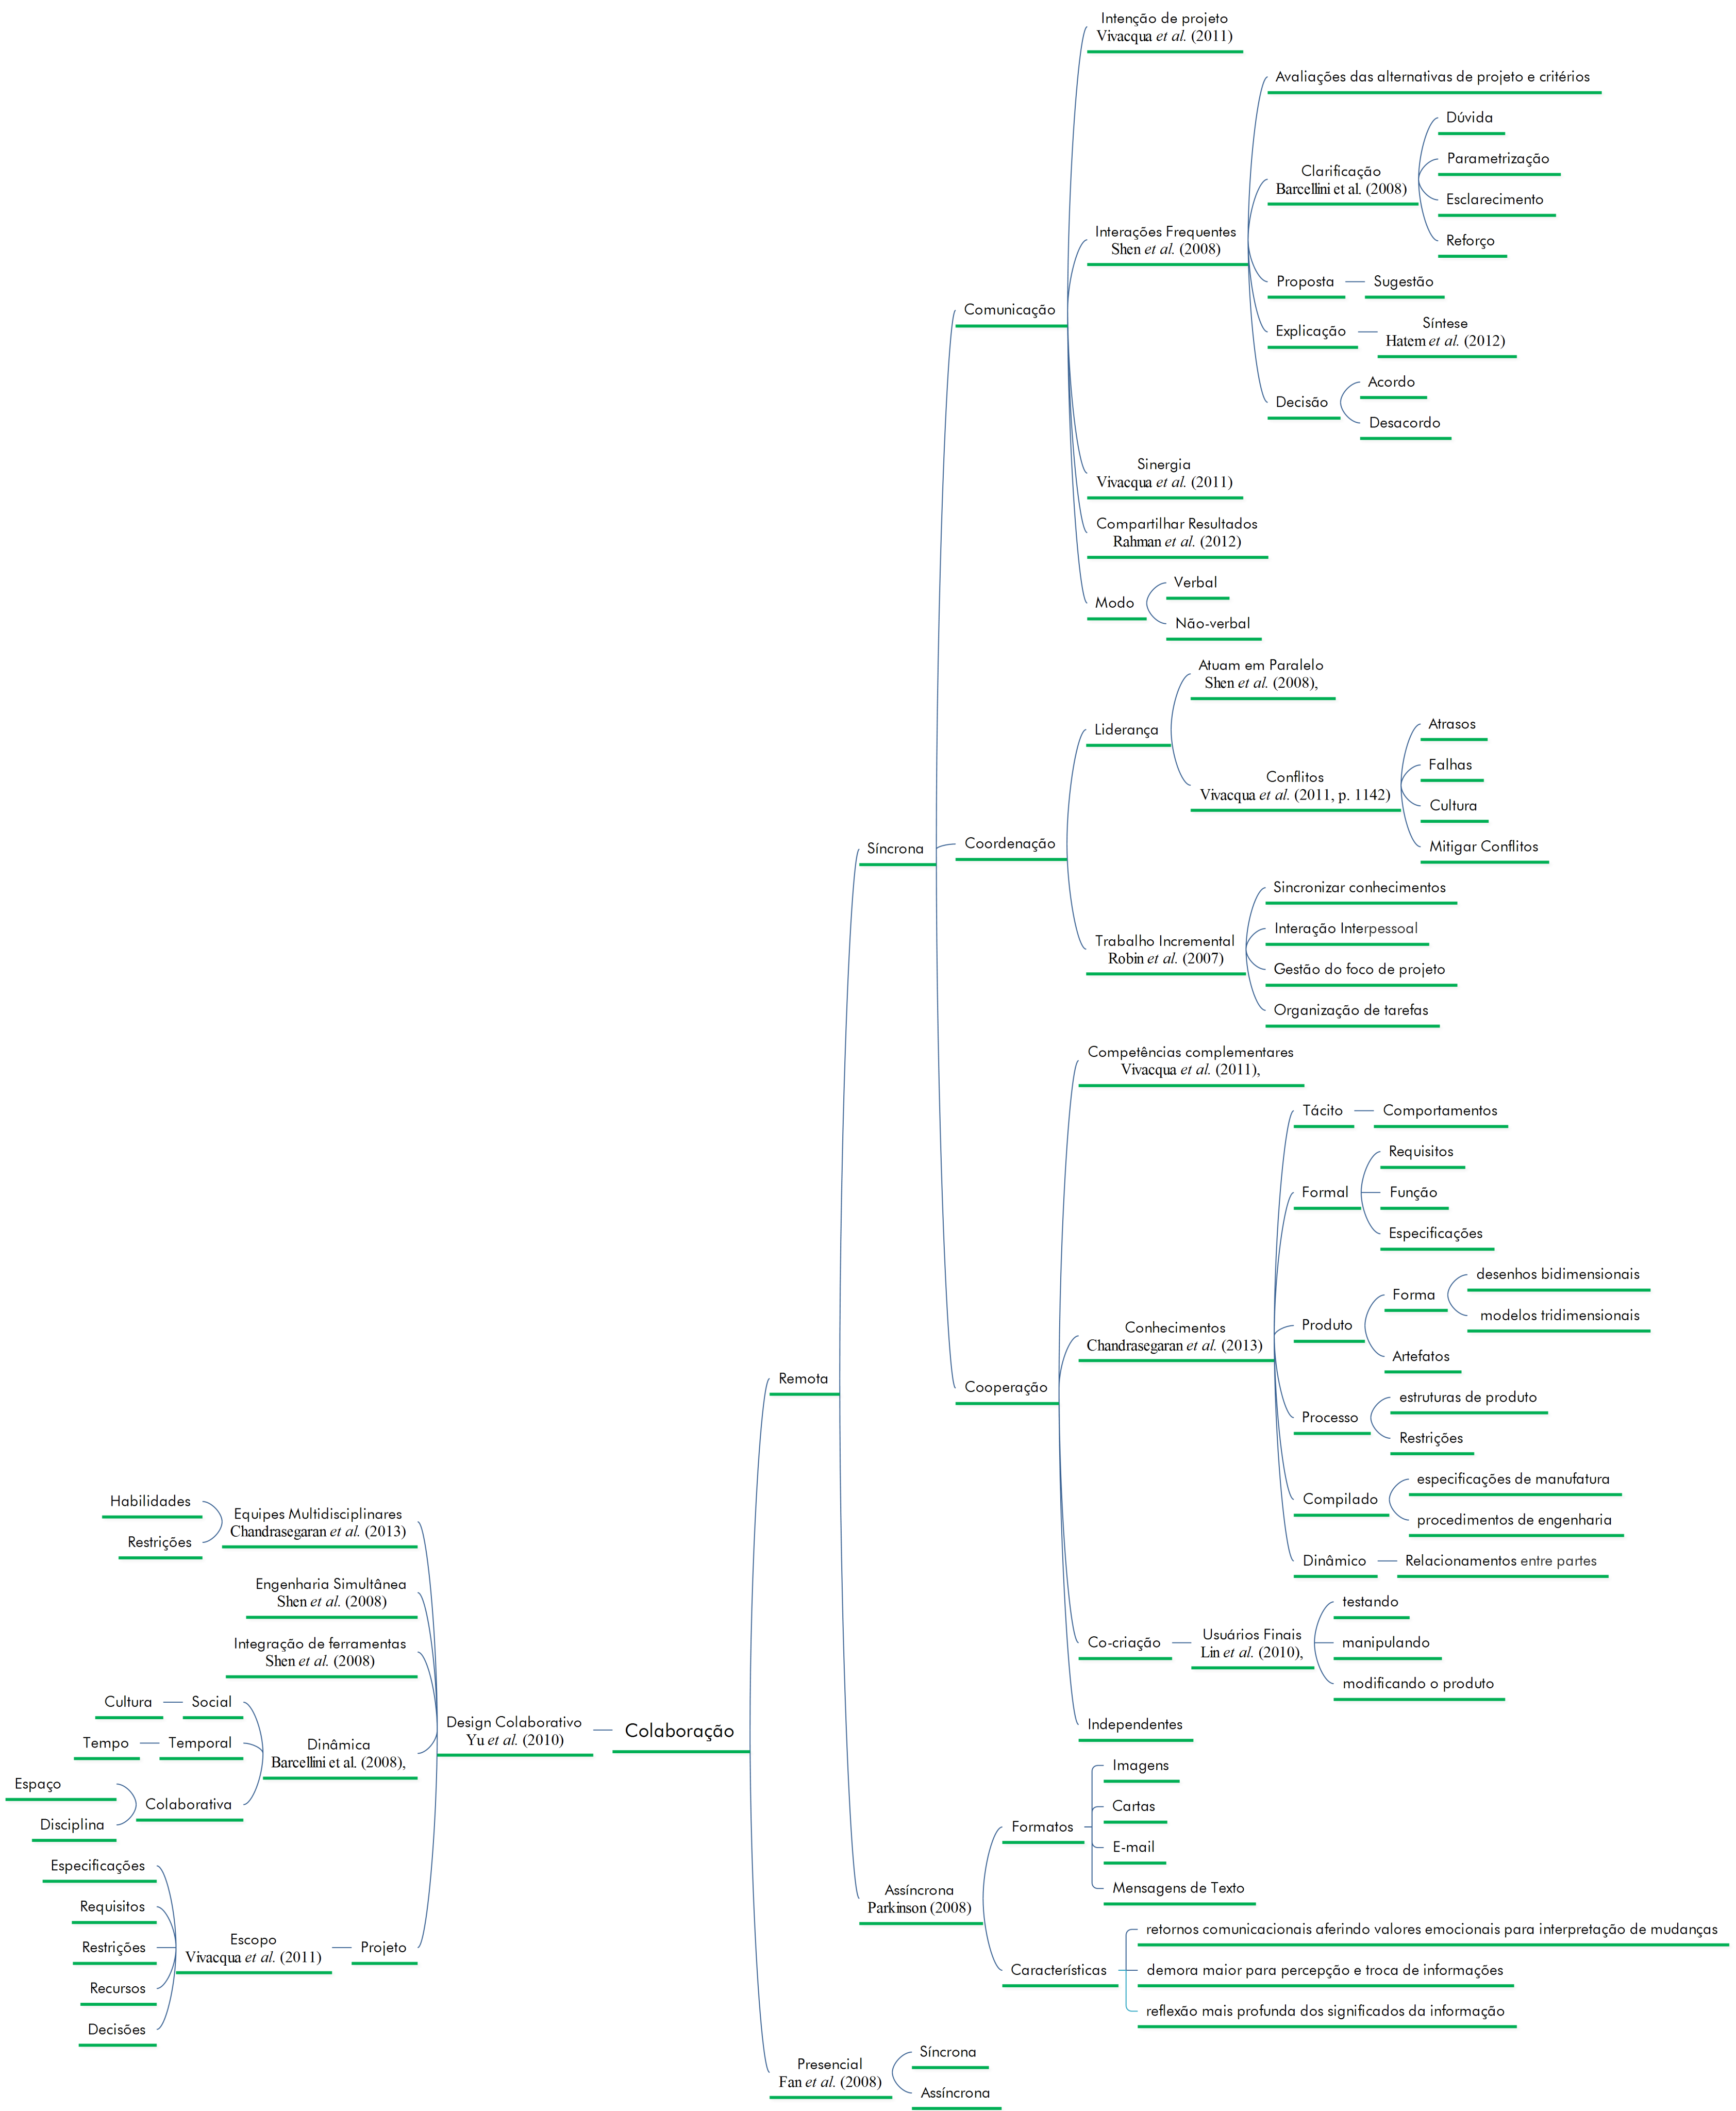 Colaboração
Design Colaborativo
Yu et al. (2010)
Equipes Multidisciplinares
Chandrasegaran et al. (2013)
Habilidades
Restrições
Engenharia Simultânea
Shen et al. (2008)
Integração de ferramentas
Shen et al. (2008)
Dinâmica
Barcellini et al. (2008),
Social
Cultura
Temporal
Tempo
Colaborativa
Espaço
Disciplina
Projeto
Escopo
Vivacqua et al. (2011)
Especificações
Requisitos
Restrições
Recursos
Decisões
Remota
Síncrona
Comunicação
Intenção de projeto
Vivacqua et al. (2011)
Interações Frequentes
Shen et al. (2008)
Avaliações das alternativas de projeto e critérios
Clarificação
Barcellini et al. (2008)
Dúvida
Parametrização
Esclarecimento
Reforço
Proposta
Sugestão
Explicação
Síntese
Hatem et al. (2012)
Decisão
Acordo
Desacordo
Sinergia
Vivacqua et al. (2011)
Compartilhar Resultados
Rahman et al. (2012)
Modo
Verbal
Não-verbal
Coordenação
Liderança
Atuam em Paralelo
Shen et al. (2008),
Conflitos
Vivacqua et al. (2011, p. 1142)
Atrasos
Falhas
Cultura
Mitigar Conflitos
Trabalho Incremental
Robin et al. (2007)
Sincronizar conhecimentos
Interação Interpessoal
Gestão do foco de projeto
Organização de tarefas
Cooperação
Competências complementares
Vivacqua et al. (2011),
Conhecimentos
Chandrasegaran et al. (2013)
Tácito
Comportamentos
Formal
Requisitos
Função
Especificações
Produto
Forma
desenhos bidimensionais
modelos tridimensionais
Artefatos
Processo
estruturas de produto
Restrições
Compilado
especificações de manufatura
procedimentos de engenharia
Dinâmico
Relacionamentos entre partes
Co-criação
Usuários Finais
Lin et al. (2010),
testando
manipulando
modificando o produto
Independentes
Assíncrona
Parkinson (2008)
Formatos
Imagens
Cartas
E-mail
Mensagens de Texto
Características
retornos comunicacionais aferindo valores emocionais para interpretação de mudanças
demora maior para percepção e troca de informações
reflexão mais profunda dos significados da informação
Presencial
Fan et al. (2008)
Síncrona
Assíncrona